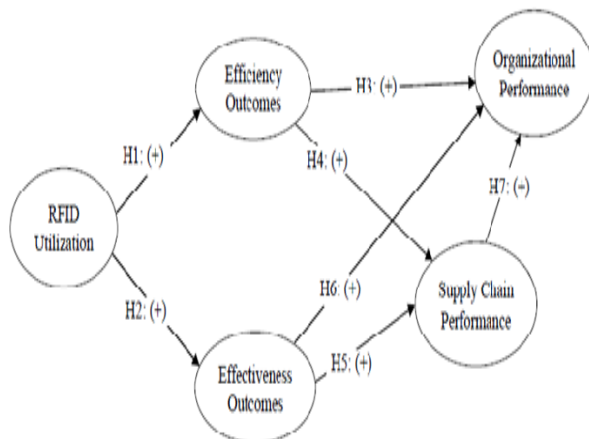 Organizational
Performance
Efficiency
Outcomes
H3: (+)
H1: (+)
H4: (+)
H7: (+)
RFID
Utilization
H2: (+)
H6: (+)
Supply Chain
Performance
H5: (+)
Effectiveness
Outcomes